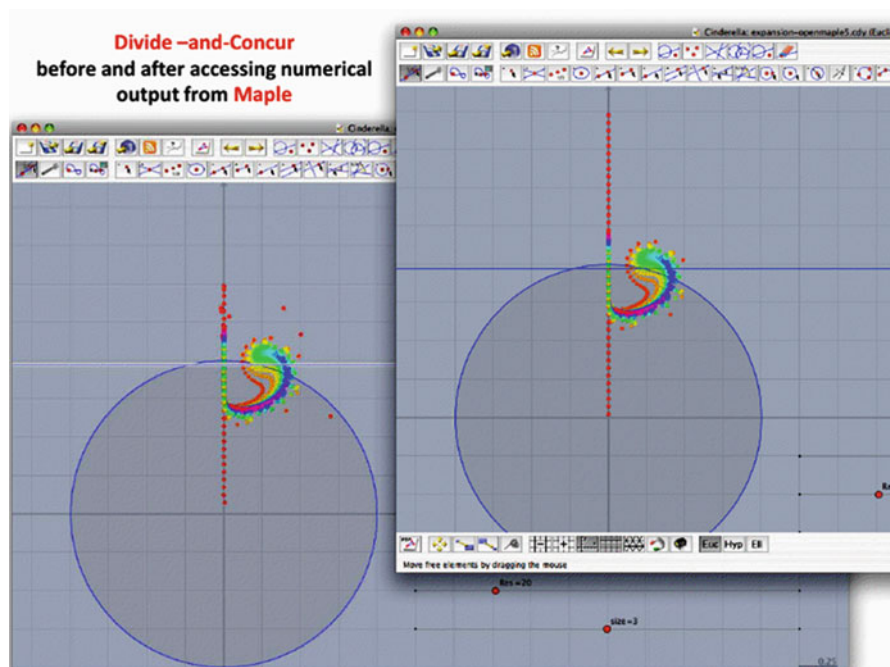 Divide –and-Concur
before and after accessing numerical
output from Maple
Cinderella:
Cinderella: expansion-openmaple5.cdy (Eucl
Euc Hyp Ell
Move free elements by dragging the mouse
Res=20
size=3
0.25